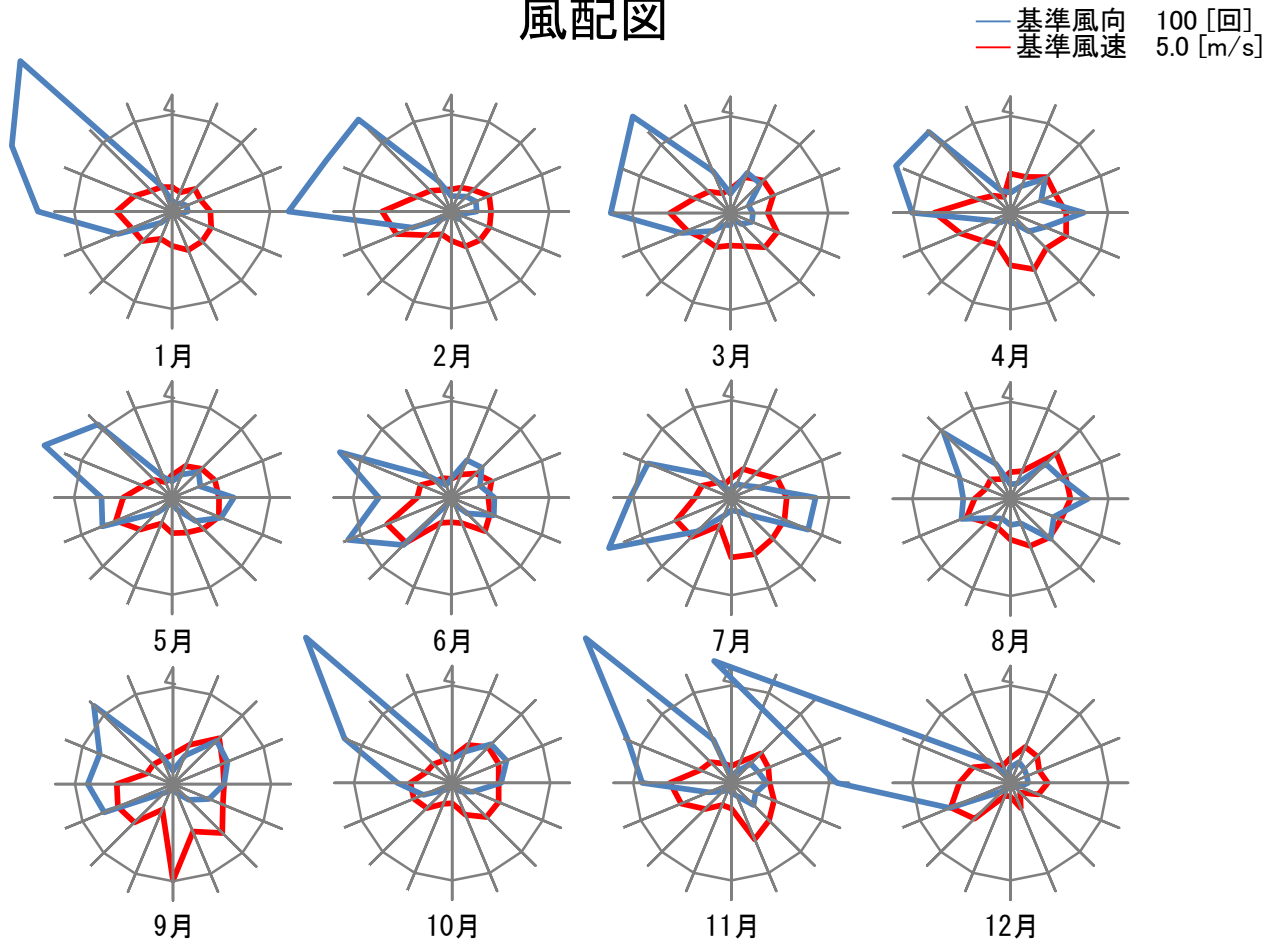 風配図
基準風向 100 [回]
基準風速 5.0 [m/s]
1月
2月
3月
4月
5月
6月
7月
8月
9月
10月
11月
12月